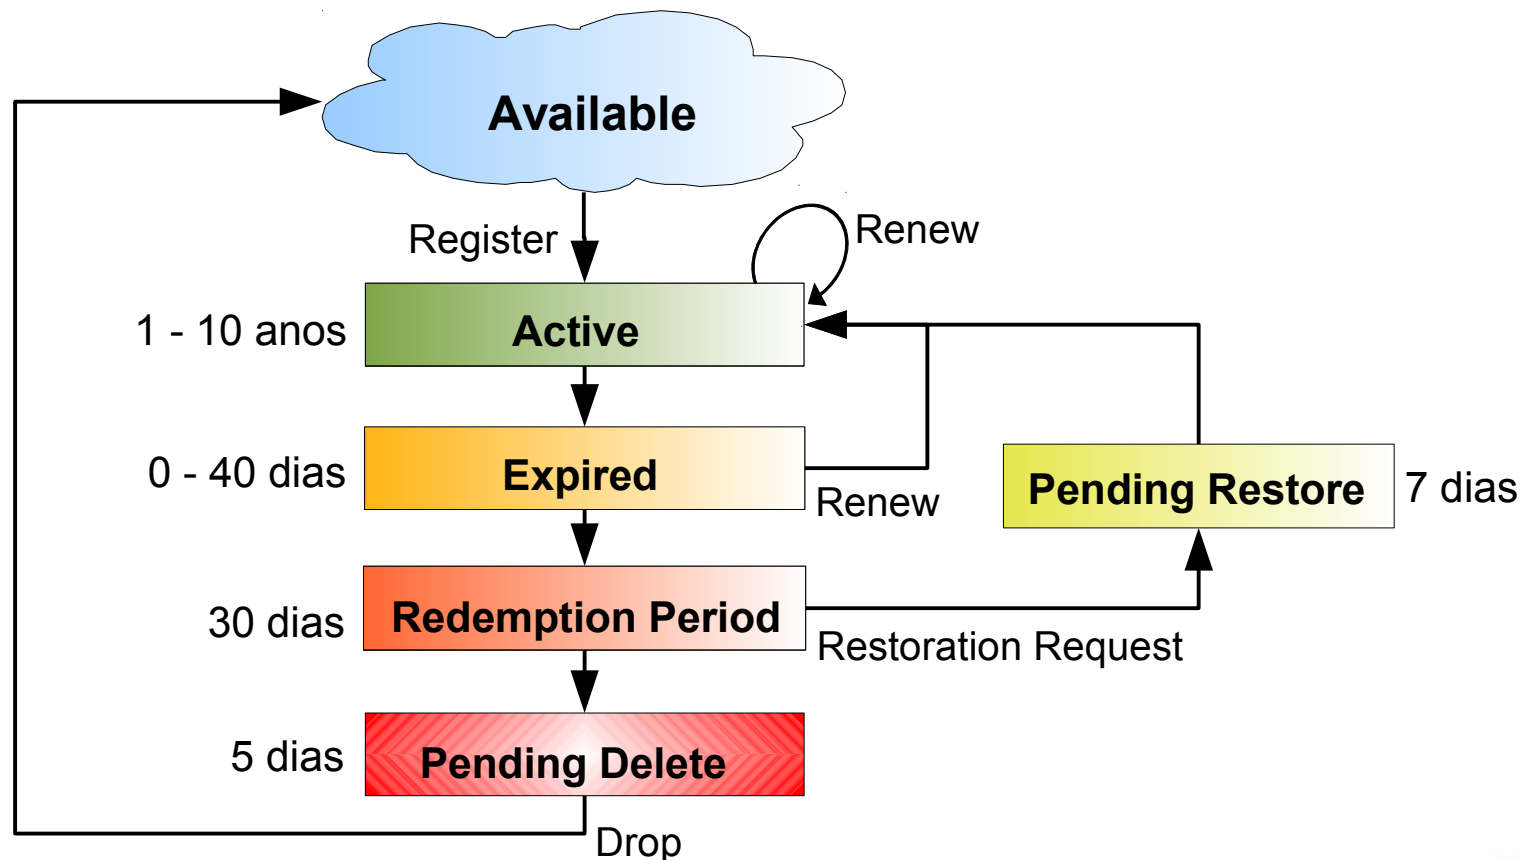 Available
Register
Renew
1 - 10 anos
Active
0 - 40 dias
Expired
Renew
Pending Restore
7 dias
30 dias
Redemption Period
Restoration Request
5 dias
Pending Delete
Drop